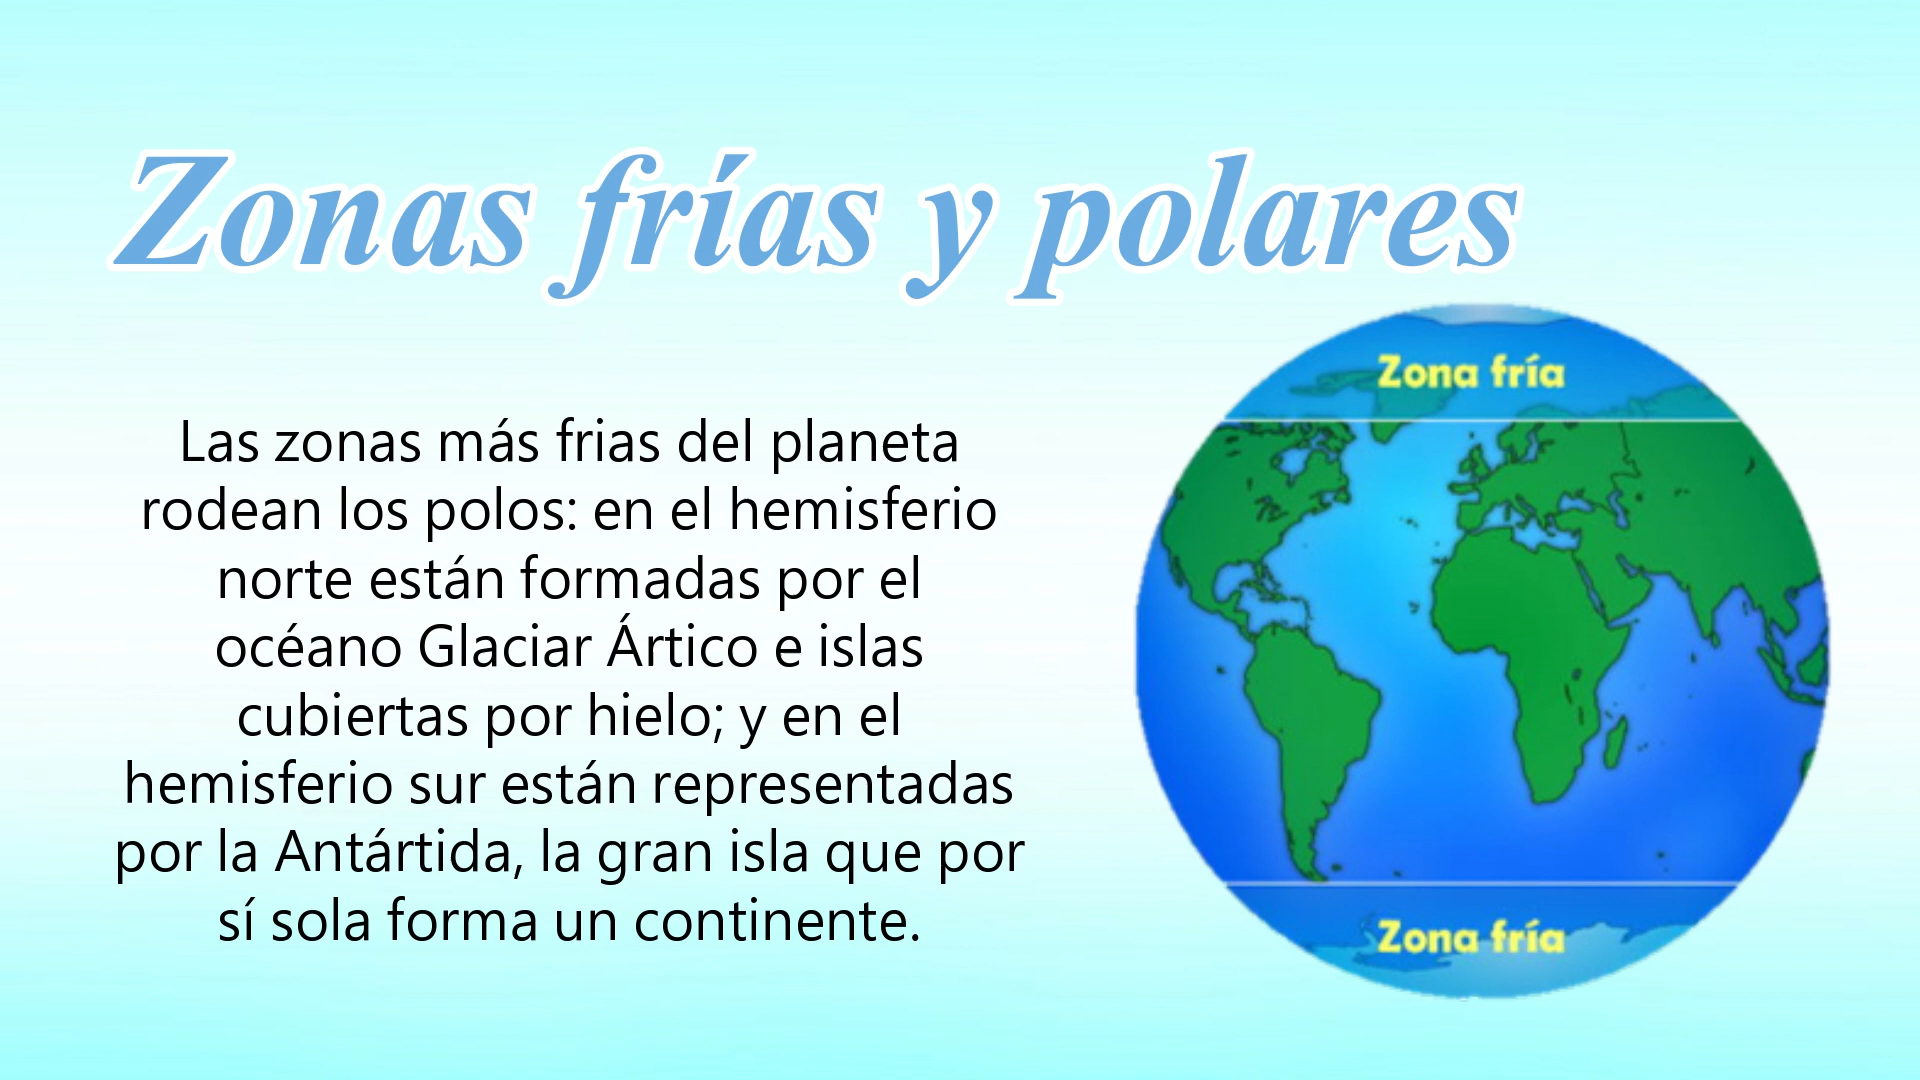 Zonas frías y polares
Las zonas más frias del planeta
rodean los polos: en el hemisferio
norte están formadas por el
océano Glaciar Ártico e islas
cubiertas por hielo; y en el
hemisferio sur están representadas
por la Antártida, la gran isla que por
sí sola forma un continente.
Zona fría
Zona fría